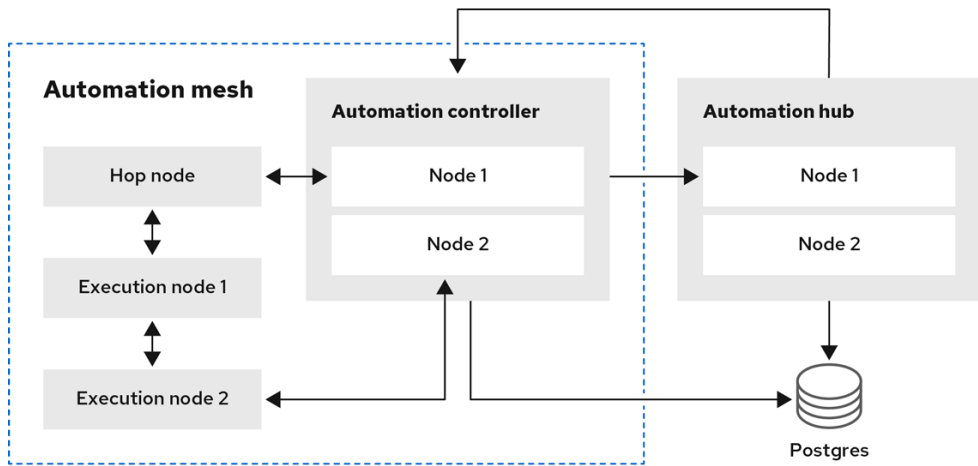 Automation mesh
Automation controller
Automation hub
Hop node
Node 1
Node 1
Node 2
Node 2
Execution node 1
Execution node 2
Postgres